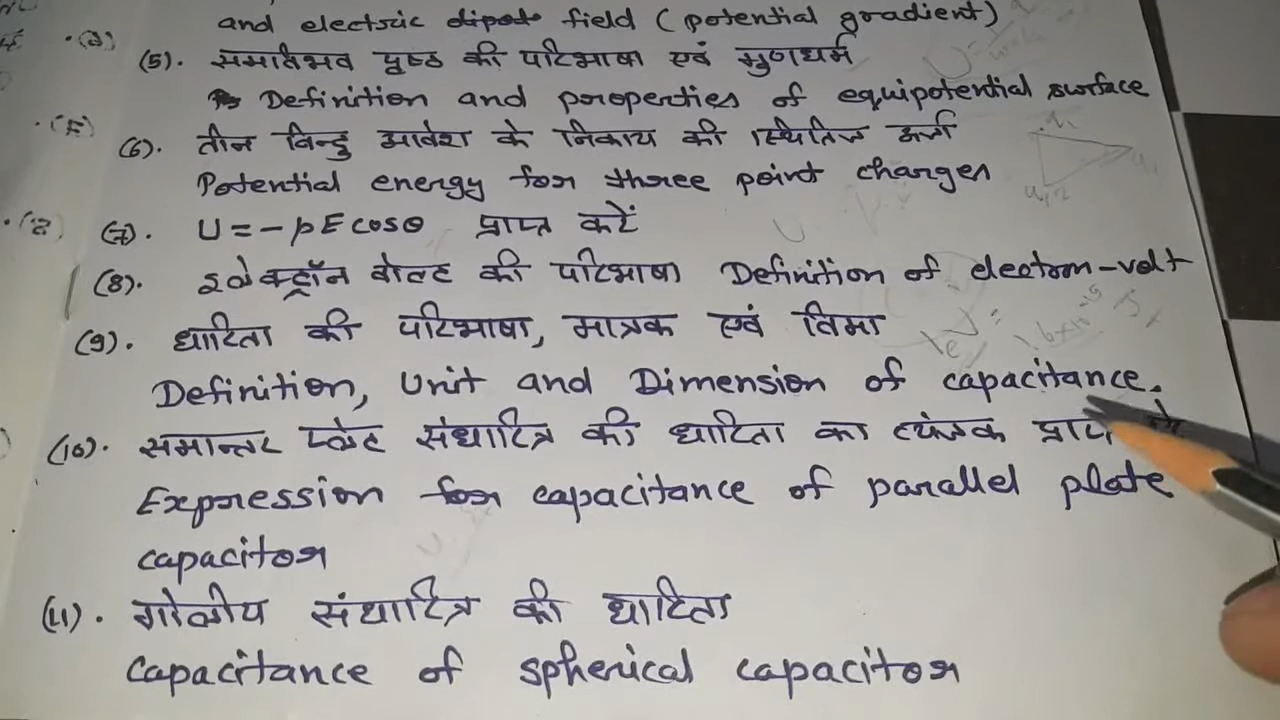 and electric dipole field (potential gradient)
(5). समविभव पृष्ठ की परिभाषा एवं गुणधर्म
Definition and properties of equipotential surface
(6). तीन बिन्दु आवेश के निकाय की स्थितिज ऊर्जा
Potential energy for three point charges
(7). U = -pE cosθ प्राप्त करें
(8). इलेक्ट्रॉन वोल्ट की परिभाषा Definition of electron-volt
(9). धारिता की परिभाषा, मात्रक एवं विमा
Definition, Unit and Dimension of capacitance.
(10). समान्तर प्लेट संधारित्र की धारिता का व्यंजक
Expression for capacitance of parallel plate
capacitor
(11). गोलीय संधारित्र की धारिता
capacitance of spherical capacitor